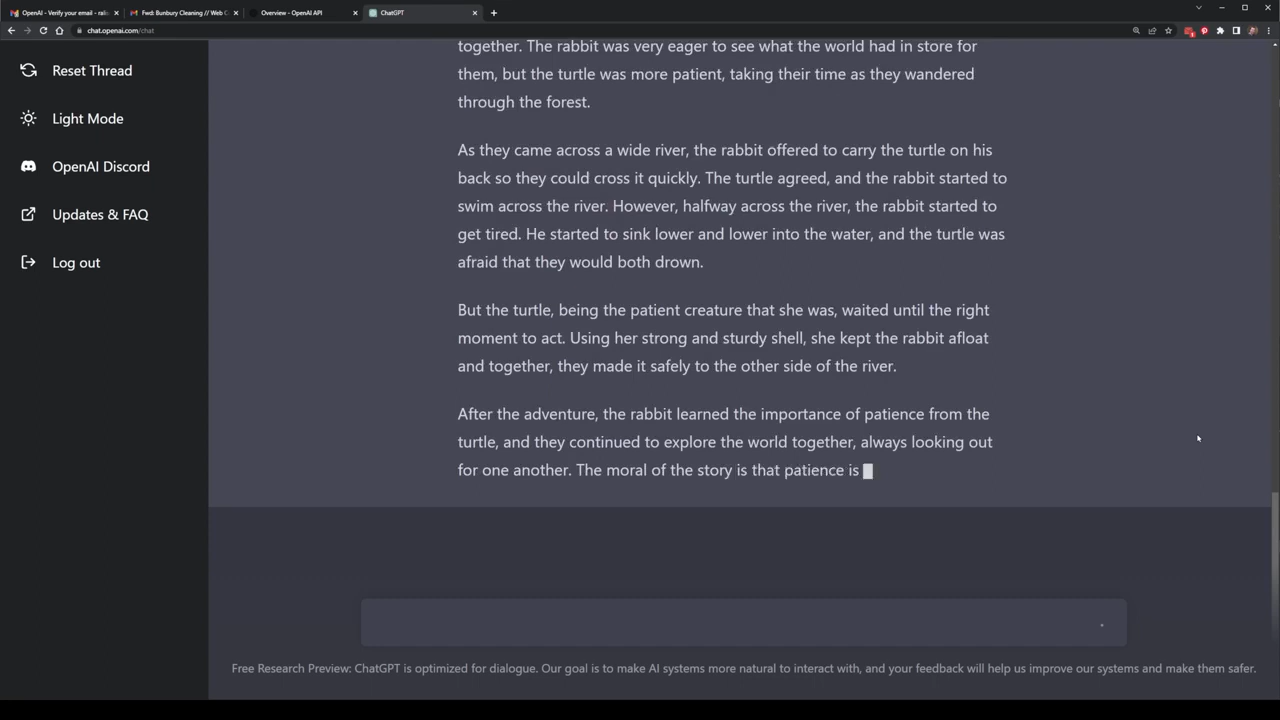 OpenAI - Verify your email - rale
Fwd: Bunbury Cleaning // Web C
Overview - OpenAI API
ChatGPT
chat.openai.com/chat
Reset Thread
Light Mode
OpenAI Discord
Updates & FAQ
Log out
together. The rabbit was very eager to see what the world had in store for
them, but the turtle was more patient, taking their time as they wandered
through the forest.
As they came across a wide river, the rabbit offered to carry the turtle on his
back so they could cross it quickly. The turtle agreed, and the rabbit started to
swim across the river. However, halfway across the river, the rabbit started to
get tired. He started to sink lower and lower into the water, and the turtle was
afraid that they would both drown.
But the turtle, being the patient creature that she was, waited until the right
moment to act. Using her strong and sturdy shell, she kept the rabbit afloat
and together, they made it safely to the other side of the river.
After the adventure, the rabbit learned the importance of patience from the
turtle, and they continued to explore the world together, always looking out
for one another. The moral of the story is that patience is
Free Research Preview: ChatGPT is optimized for dialogue. Our goal is to make AI systems more natural to interact with, and your feedback will help us improve our systems and make them safer.